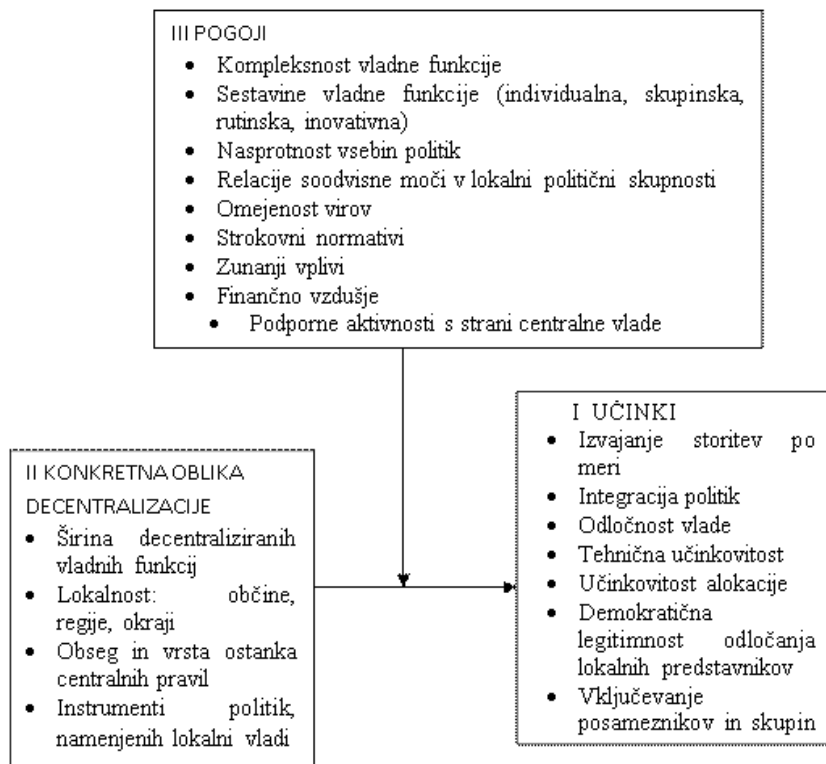 III POGOJI
• Kompleksnost vladne funkcije
• Sestavine vladne funkcije (individualna, skupinska,
rutinska, inovativna)
• Nasprotnost vsebin politik
• Relacije soodvisne moči v lokalni politični skupnosti
• Omejenost virov
• Strokovni normativi
• Zunanji vplivi
• Finančno vzdušje
• Podporne aktivnosti s strani centralne vlade
II KONKRETNA OBLIKA
DECENTRALIZACIJE
• Širina decentraliziranih
vladnih funkcij
• Lokalnost: občine,
regije, okraji
• Obseg in vrsta ostanka
centralnih pravil
• Instrumenti politik,
namenjenih lokalni vladi
I UČINKI
• Izvajanje storitev po
meri
• Integracija politik
• Odločnost vlade
• Tehnična učinkovitost
• Učinkovitost alokacije
• Demokratična
legitimnost odločanja
lokalnih predstavnikov
• Vključevanje
posameznikov in skupin